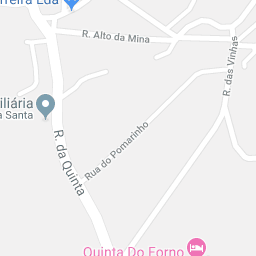 rreira Lda
R. Alto da Mina
R. das Vinhas
iliária
a Santa
Rua do Pomarinho
R. da Quinta
Quinta Do Forno